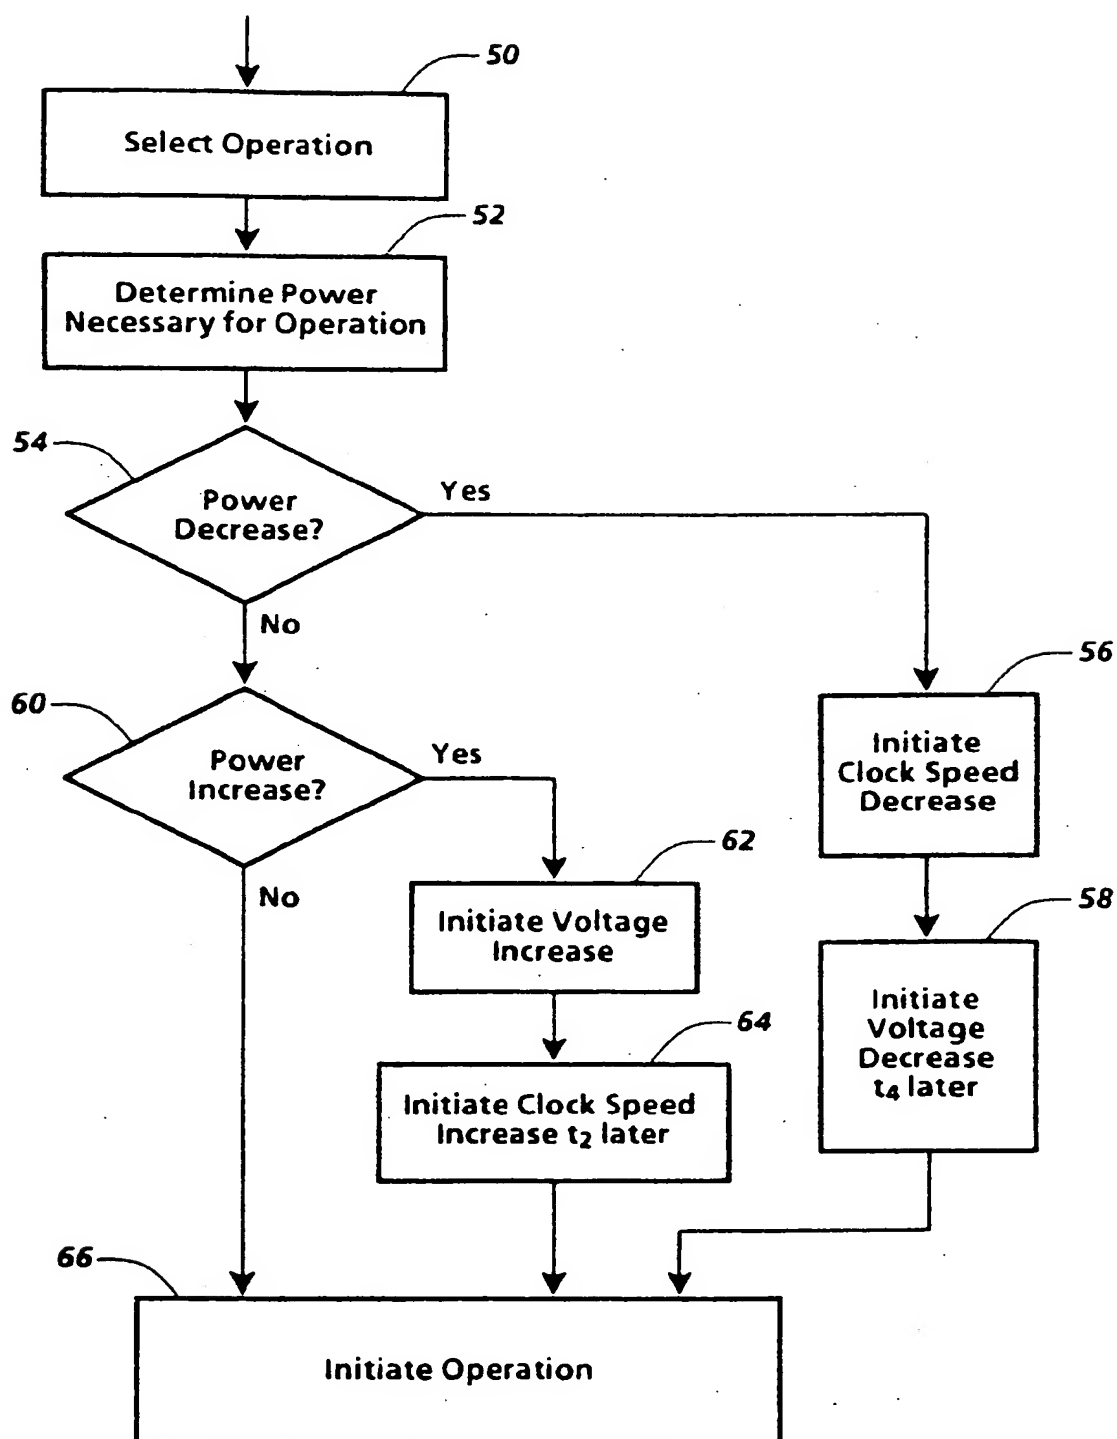 50
Select Operation
52
Determine Power
Necessary for Operation
54
Power
Decrease?
Yes
No
56
Initiate
Clock Speed
Decrease
60
Power
Increase?
Yes
No
62
Initiate Voltage
Increase
58
Initiate
Voltage
Decrease
t₄ later
64
Initiate Clock Speed
Increase t₂ later
66
Initiate Operation